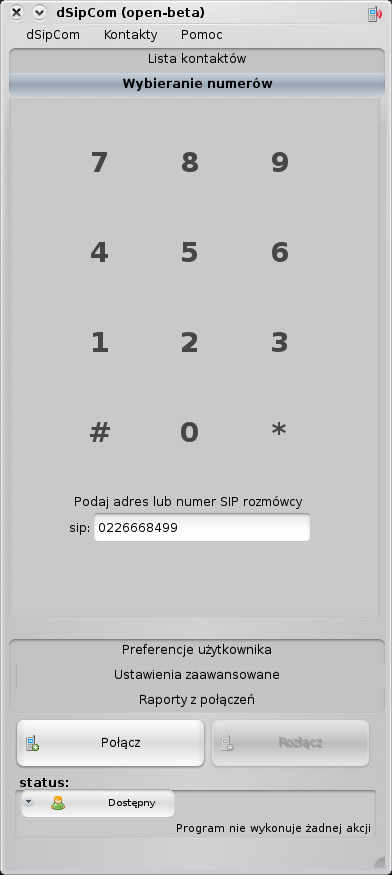 dSipCom (open-beta)
dSipCom Kontakty Pomoc
Lista kontaktów
Wybieranie numerów
7 8 9
4 5 6
1 2 3
# 0 *
Podaj adres lub numer SIP rozmówcy
sip: 0226668499
Preferencje użytkownika
Ustawienia zaawansowane
Raporty z połączeń
Połącz Rozłącz
status:
Dostępny
Program nie wykonuje żadnej akcji